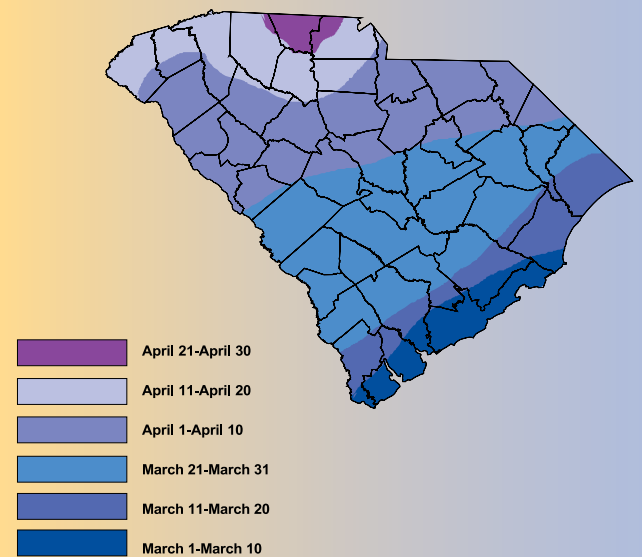 April 21-April 30
April 11-April 20
April 1-April 10
March 21-March 31
March 11-March 20
March 1-March 10